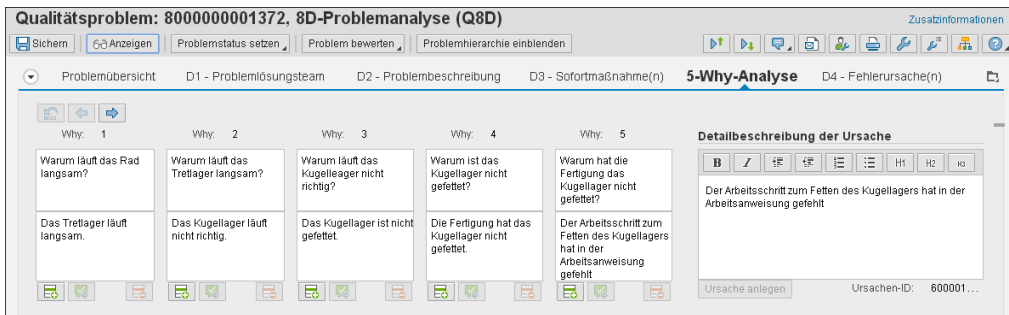 Qualitätsproblem: 8000000001372, 8D-Problemanalyse (Q8D)
Zusatzinformationen
Sichern
Anzeigen
Problemstatus setzen
Problem bewerten
Problemhierarchie einblenden
Problemübersicht
D1 - Problemlösungsteam
D2 - Problembeschreibung
D3 - Sofortmaßnahme(n)
5-Why-Analyse
D4 - Fehlerursache(n)
Why: 1
Why: 2
Why: 3
Why: 4
Why: 5
Warum läuft das Rad
langsam?
Warum läuft das
Tretlager langsam?
Warum läuft das
Kugelleager nicht
richtig?
Warum ist das
Kugellager nicht
gefettet?
Warum hat die
Fertigung das
Kugellager nicht
gefettet?
Das Tretlager läuft
langsam.
Das Kugellager läuft
nicht richtig.
Das Kugellager ist nicht
gefettet.
Die Fertigung hat das
Kugellager nicht
gefettet.
Der Arbeitsschritt zum
Fetten des Kugellagers
hat in der
Arbeitsanweisung
gefehlt
Detailbeschreibung der Ursache
B I H1 H2 H3
Der Arbeitsschritt zum Fetten des Kugellagers hat in der
Arbeitsanweisung gefehlt
Ursache anlegen
Ursachen-ID: 600001...